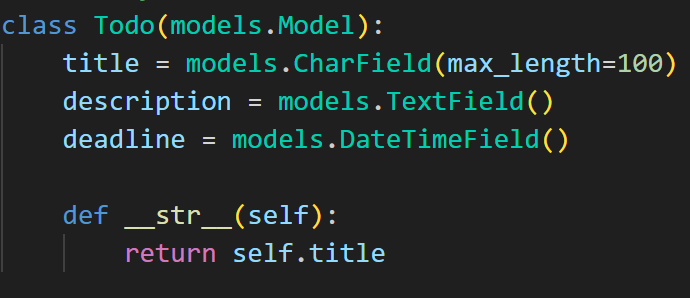 class Todo(models.Model):
    title = models.CharField(max_length=100)
    description = models.TextField()
    deadline = models.DateTimeField()

    def __str__(self):
        return self.title